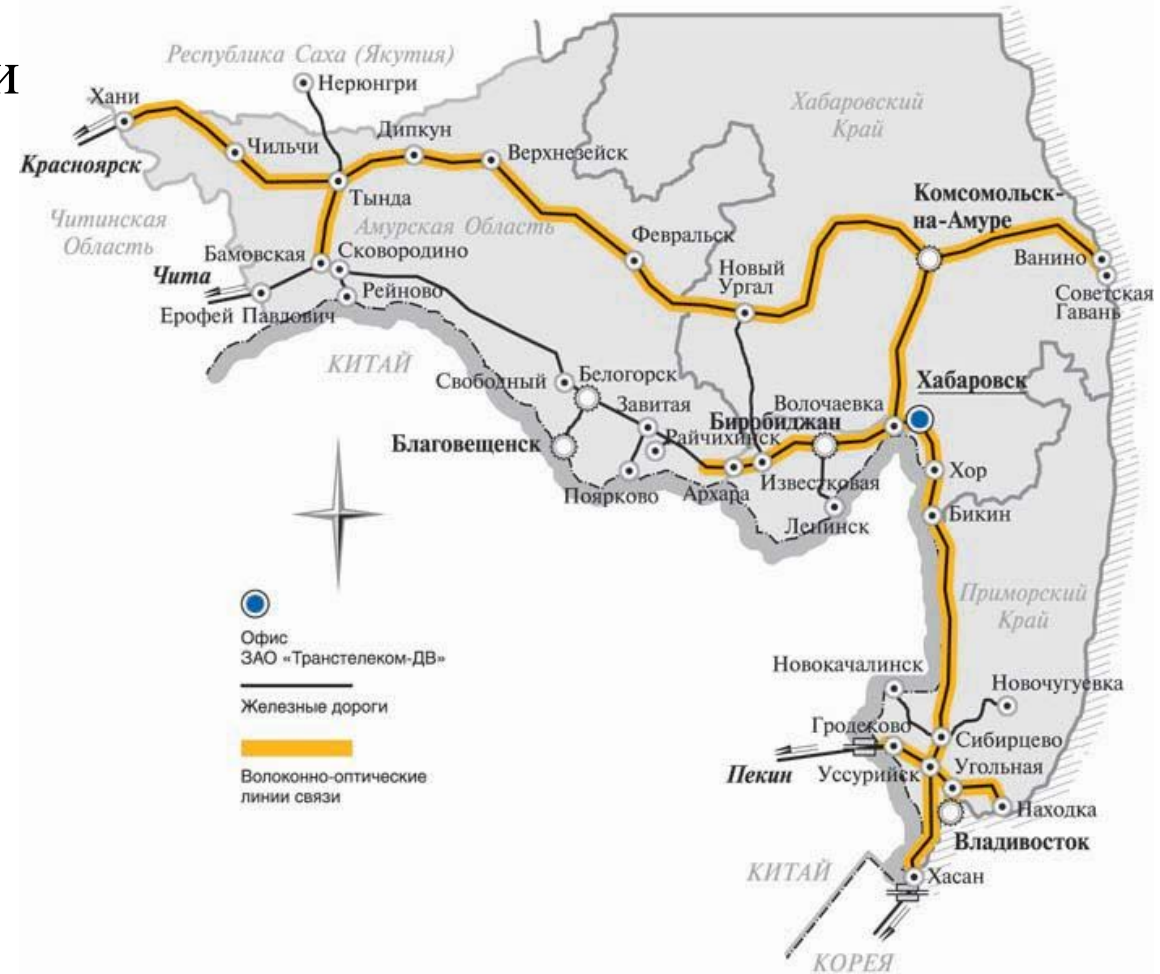 и
Республика Саха (Якутия)
Нерюнгри
Хани
Чильчи
Дипкун
Верхнезейск
Хабаровский
Край
Красноярск
Тында
Комсомольск-
на-Амуре
Читинская
Область
Амурская Область
Бамовская
Сковородино
Февральск
Ванино
Чита
Рейново
Новый
Ургал
Советская
Гавань
Ерофей Павлович
КИТАЙ
Свободный
Белогорск
Хабаровск
Завитая
Волочаевка
Биробиджан
Благовещенск
Райчихинск
Хор
Поярково
Архара
Известковая
Бикин
Ленинск
Приморский
Край
Офис
ЗАО «Транстелеком-ДВ»
Железные дороги
Волоконно-оптические
линии связи
Новокачалинск
Новочугуевка
Гродеково
Сибирцево
Пекин
Уссурийск
Угольная
Находка
Владивосток
КИТАЙ
Хасан
КОРЕЯ